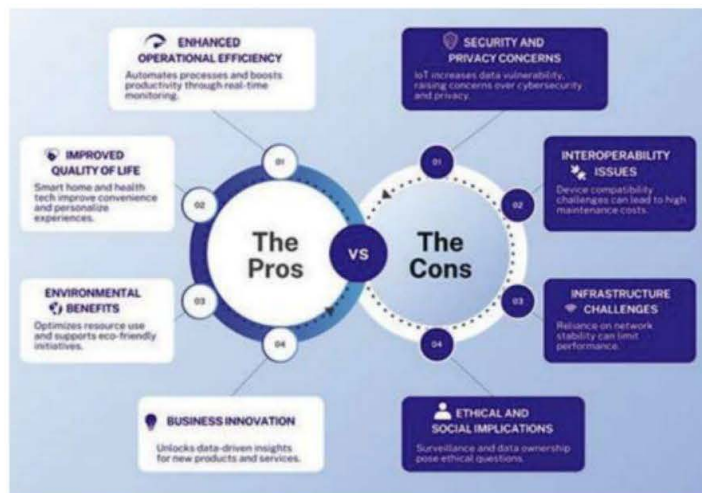 ENHANCED
OPERATIONAL EFFICIENCY
Automates processes and boosts
productivity through real-time
monitoring.
IMPROVED
QUALITY OF LIFE
Smart home and health
tech improve convenience
and personalize
experiences.
ENVIRONMENTAL
BENEFITS
Optimizes resource use
and supports eco-friendly
initiatives.
BUSINESS INNOVATION
Unlocks data-driven insights
for new products and services.
01
02
03
04
The
Pros
VS
The
Cons
01
02
03
04
SECURITY AND
PRIVACY CONCERNS
IoT increases data vulnerability,
raising concerns over cybersecurity
and privacy.
INTEROPERABILITY
ISSUES
Device compatibility
challenges can lead to high
maintenance costs.
INFRASTRUCTURE
CHALLENGES
Reliance on network
stability can limit
performance.
ETHICAL AND
SOCIAL IMPLICATIONS
Surveillance and data ownership
pose ethical questions.